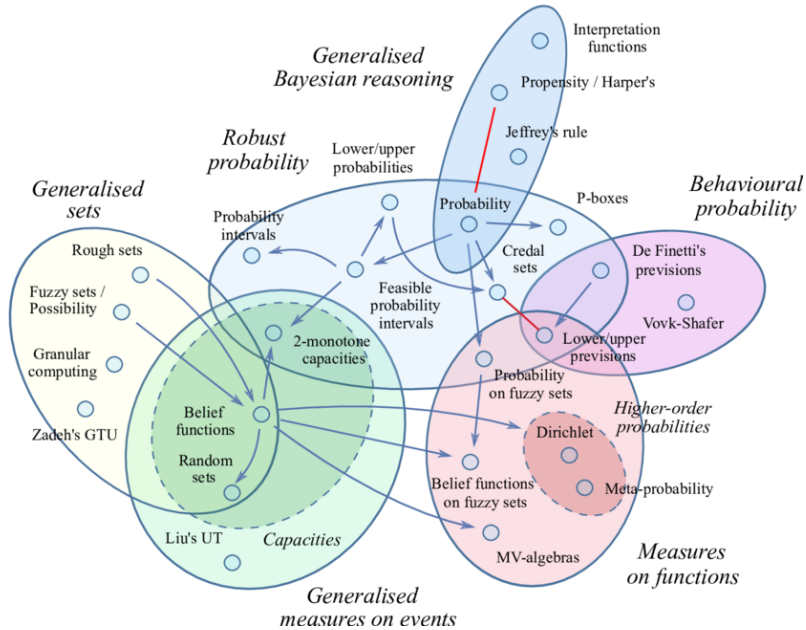 Interpretation
functions
Generalised
Bayesian reasoning
Propensity / Harper's
Jeffrey's rule
Robust
probability
Lower/upper
probabilities
P-boxes
Behavioural
probability
Generalised
sets
Probability
intervals
Probability
Credal
sets
De Finetti's
previsions
Rough sets
Fuzzy sets /
Possibility
Feasible
probability
intervals
Vovk-Shafer
Granular
computing
2-monotone
capacities
Lower/upper
previsions
Probability
on fuzzy sets
Zadeh's GTU
Belief
functions
Higher-order
probabilities
Dirichlet
Random
sets
Belief functions
on fuzzy sets
Meta-probability
Liu's UT
Capacities
MV-algebras
Measures
on functions
Generalised
measures on events